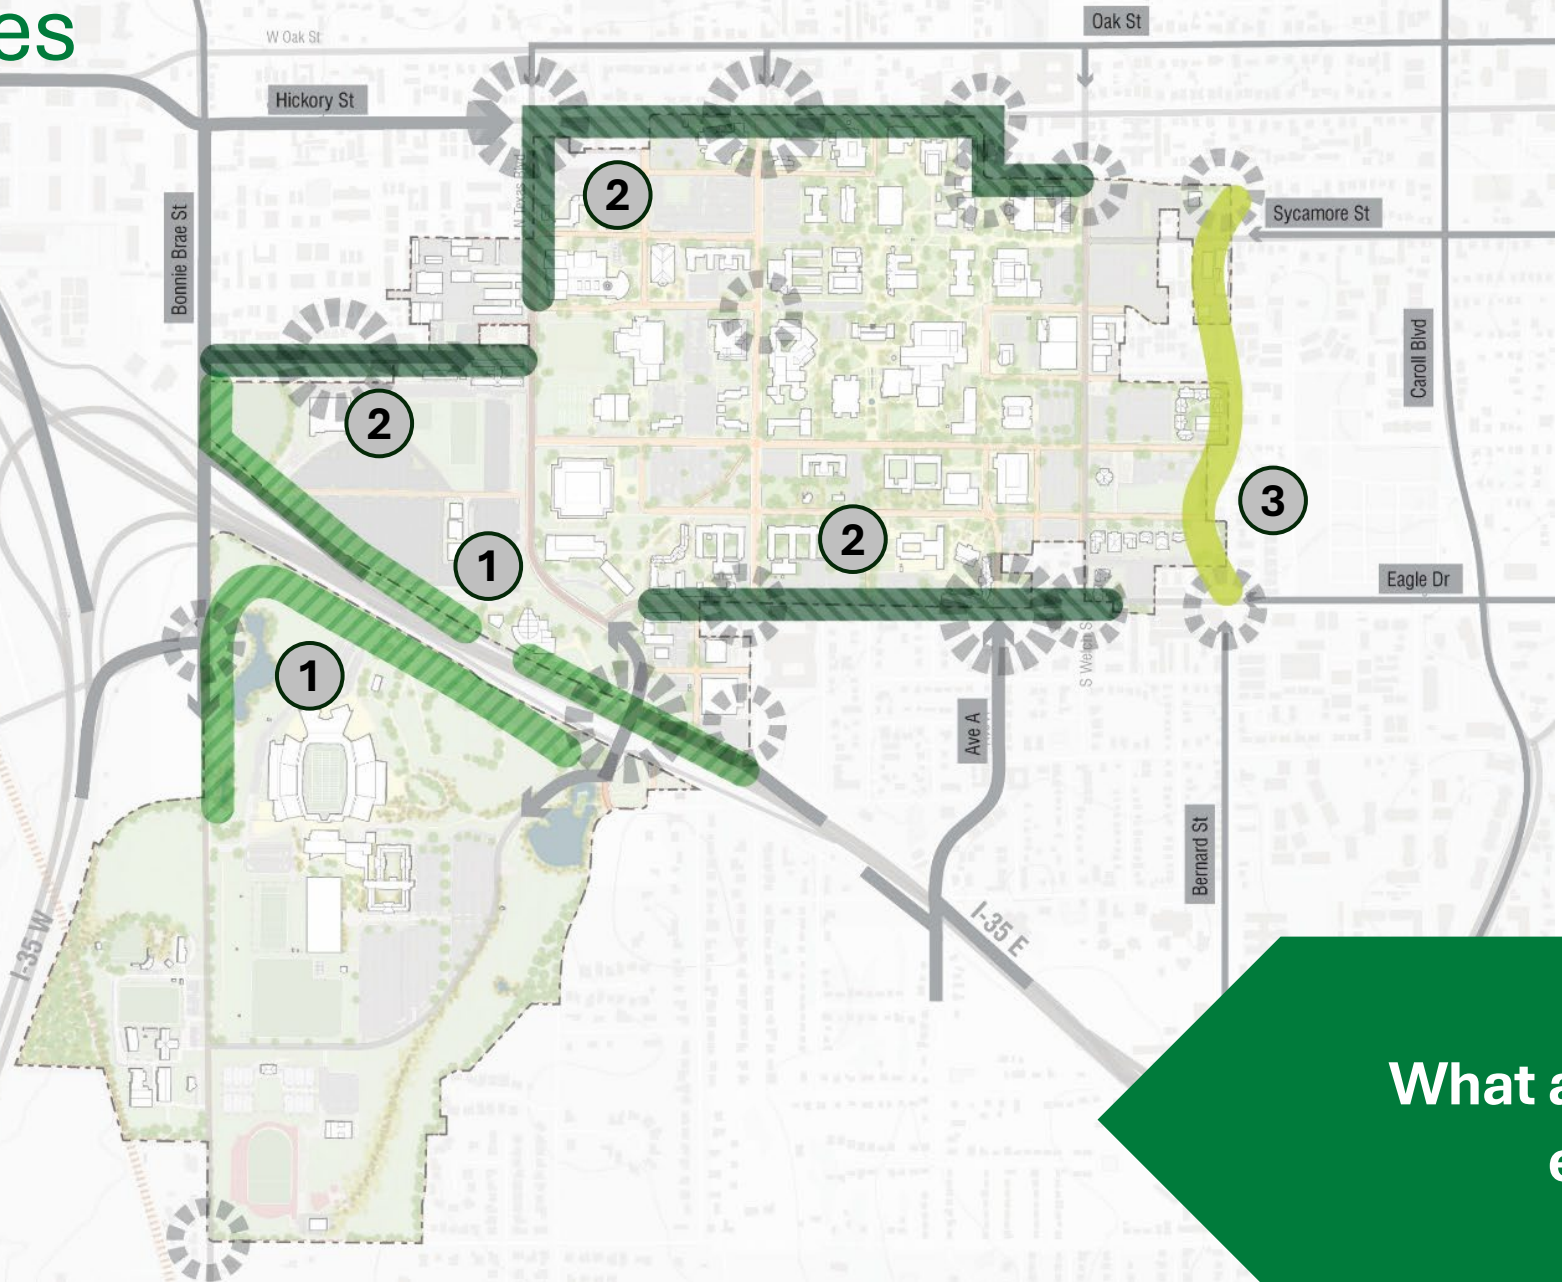 es
W Oak St
Oak St
Hickory St
N Texas Blvd
2
Sycamore St
Bonnie Brae St
Caroll Blvd
2
3
2
1
Eagle Dr
1
S Welch St
Ave A
Bernard St
I-35 E
I-35 W
What a
e